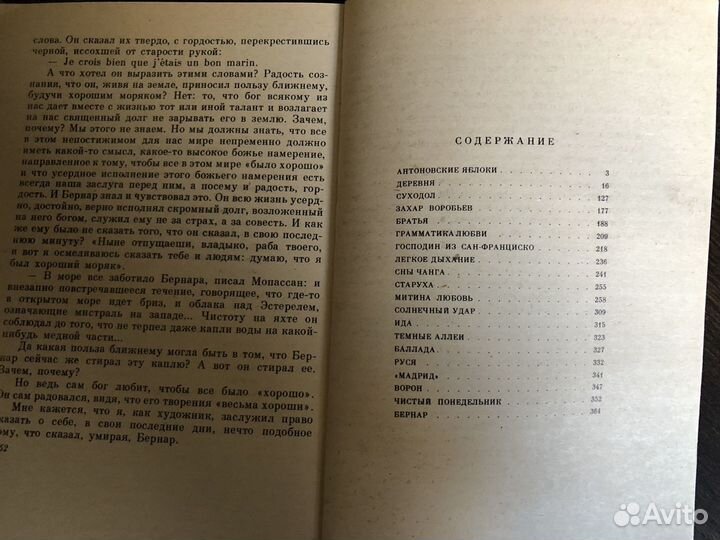 слова. Он сказал их твердо, с гордостью, перекрестившись
черной, иссохшей от старости рукой:
— Je crois bien que j'étais un bon marin.
А что хотел он выразить этими словами? Радость соз-
нания, что он, живя на земле, приносил пользу ближнему,
будучи хорошим моряком? Нет: то, что бог всякому из
нас дает вместе с жизнью тот или иной талант и возлагает
на нас священный долг не зарывать его в землю. Зачем,
почему? Мы этого не знаем. Но мы должны знать, что все
в этом непостижимом для нас мире непременно должно
иметь какой-то смысл, какое-то высокое божье намерение,
направленное к тому, чтобы все в этом мире «было хорошо»
и что усердное исполнение этого божьего намерения есть
всегда наша заслуга перед ним, а посему и радость, гор-
дость. И Бернар знал и чувствовал это. Он всю жизнь усерд-
но, достойно, верно исполнял скромный долг, возложенный
на него богом, служил ему не за страх, а за совесть. И как
же ему было не сказать того, что он сказал, в свою послед-
нюю минуту? «Ныне отпущаеши, владыко, раба твоего,
и вот я осмеливаюсь сказать тебе и людям: думаю, что я
был хороший моряк».
— В море все заботило Бернара, писал Мопассан: и
внезапно повстречавшееся течение, говорящее, что где-то
в открытом море идет бриз, и облака над Эстерелем,
означающие мистраль на западе... Чистоту на яхте он
соблюдал до того, что не терпел даже капли воды на какой-
нибудь медной части...
Да какая польза ближнему могла быть в том, что Бер-
нар сейчас же стирал эту каплю? А вот он стирал ее.
Зачем, почему?
Но ведь сам бог любит, чтобы все было «хорошо».
Он сам радовался, видя, что его творения «весьма хороши».
Мне кажется, что я, как художник, заслужил право
сказать о себе, в свои последние дни, нечто подобное
тому, что сказал, умирая, Бернар.
62
СОДЕРЖАНИЕ
АНТОНОВСКИЕ ЯБЛОКИ 3
ДЕРЕВНЯ 16
СУХОДОЛ 127
ЗАХАР ВОРОБЬЕВ 177
БРАТЬЯ 188
ГРАММАТИКА ЛЮБВИ 209
ГОСПОДИН ИЗ САН-ФРАНЦИСКО 218
ЛЕГКОЕ ДЫХАНИЕ 236
СНЫ ЧАНГА 241
СТАРУХА 255
МИТИНА ЛЮБОВЬ 258
СОЛНЕЧНЫЙ УДАР 309
ИДА 315
ТЕМНЫЕ АЛЛЕИ 323
БАЛЛАДА 327
РУСЯ 332
«МАДРИД» 341
ВОРОН 347
ЧИСТЫЙ ПОНЕДЕЛЬНИК 352
БЕРНАР 364
Avito